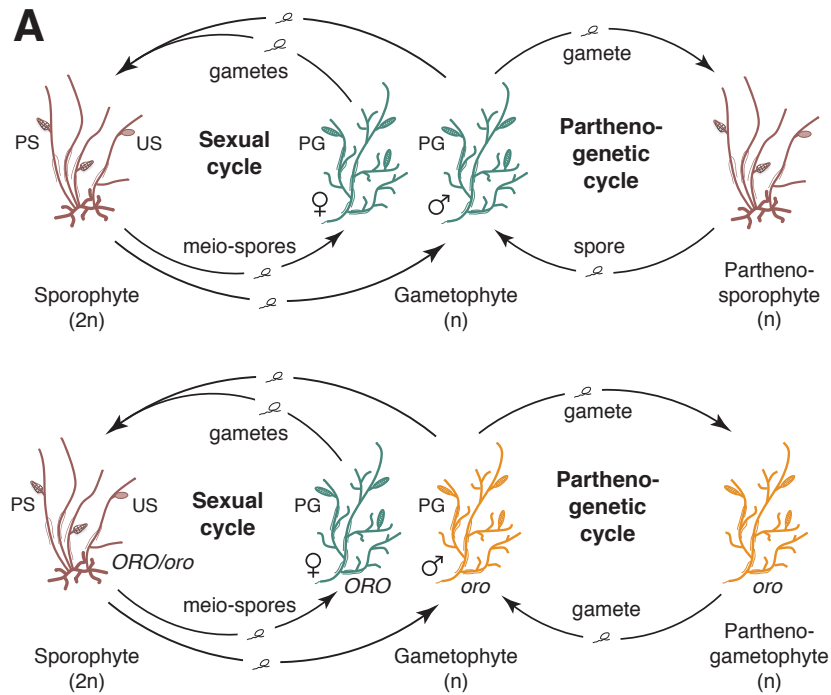 A
gametes
gamete
PS
US
Sexual
cycle
PG
PG
Partheno-
genetic
cycle
♀
♂
meio-spores
spore
Sporophyte
(2n)
Gametophyte
(n)
Partheno-
sporophyte
(n)
gametes
gamete
PS
US
Sexual
cycle
PG
PG
Partheno-
genetic
cycle
ORO/oro
♀
ORO
♂
oro
oro
meio-spores
gamete
Sporophyte
(2n)
Gametophyte
(n)
Partheno-
gametophyte
(n)